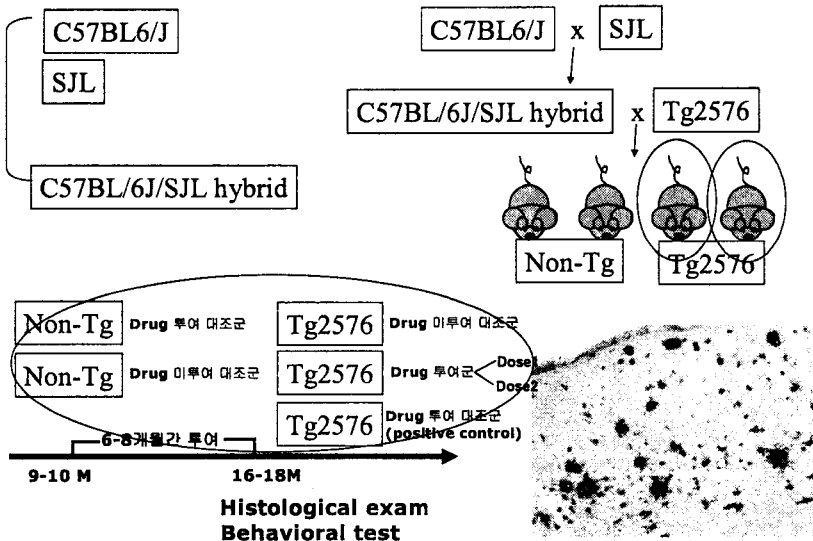 C57BL6/J
SJL
C57BL/6J/SJL hybrid
C57BL6/J x SJL
C57BL/6J/SJL hybrid x Tg2576
Non-Tg
Tg2576
Non-Tg Drug 투여 대조군
Non-Tg Drug 미투여 대조군
Tg2576 Drug 미투여 대조군
Tg2576 Drug 투여군 Dose1
Dose2
Tg2576 Drug 투여 대조군
(positive control)
6-8개월간 투여
9-10 M
16-18M
Histological exam
Behavioral test